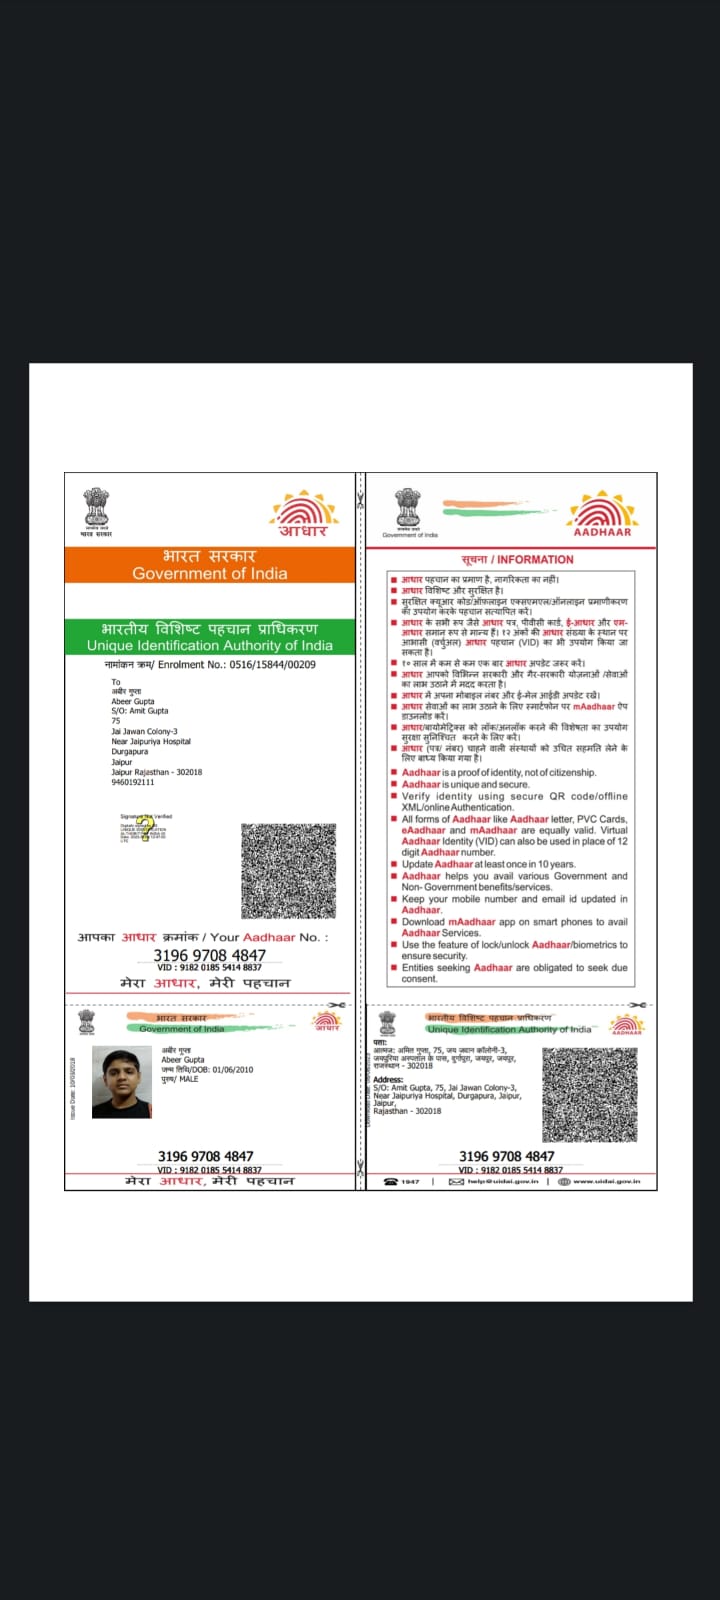 भारत सरकार
आधार
भारत सरकार
Government of India
भारतीय विशिष्ट पहचान प्राधिकरण
Unique Identification Authority of India
नामांकन क्रम/ Enrolment No.: 0516/15844/00209
To
अबीर गुप्ता
Abeer Gupta
S/O: Amit Gupta
75
Jai Jawan Colony-3
Near Jaipuriya Hospital
Durgapura
Jaipur
Jaipur Rajasthan - 302018
9460192111
आपका आधार क्रमांक / Your Aadhaar No. :
3196 9708 4847
VID : 9182 0185 5414 8837
मेरा आधार, मेरी पहचान
Government of India
AADHAAR
सूचना / INFORMATION
आधार पहचान का प्रमाण है, नागरिकता का नहीं।
आधार विशिष्ट और सुरक्षित है।
सुरक्षित क्यूआर कोड/ऑफ़लाइन एक्सएमएल/ऑनलाइन प्रमाणीकरण
का उपयोग करके पहचान सत्यापित करें।
आधार के सभी रूप जैसे आधार पत्र, पीवीसी कार्ड, ई-आधार और एम-
आधार समान रूप से मान्य हैं। १२ अंकों की आधार संख्या के स्थान पर
आभासी (वर्चुअल) आधार पहचान (VID) का भी उपयोग किया जा
सकता है।
१० साल में कम से कम एक बार आधार अपडेट जरूर करें।
आधार आपको विभिन्न सरकारी और गैर-सरकारी योजनाओं /सेवाओं
का लाभ उठाने में मदद करता है।
आधार में अपना मोबाइल नंबर और ई-मेल आईडी अपडेट रखें।
आधार सेवाओं का लाभ उठाने के लिए स्मार्टफोन पर mAadhaar ऐप
डाउनलोड करें।
आधार/बायोमेट्रिक्स को लॉक/अनलॉक करने की विशेषता का उपयोग
सुरक्षा सुनिश्चित करने के लिए करें।
आधार (पत्र/ नंबर) चाहने वाली संस्थाओं को उचित सहमति लेने के
लिए बाध्य किया गया है।
Aadhaar is a proof of identity, not of citizenship.
Aadhaar is unique and secure.
Verify identity using secure QR code/offline
XML/online Authentication.
All forms of Aadhaar like Aadhaar letter, PVC Cards,
eAadhaar and mAadhaar are equally valid. Virtual
Aadhaar Identity (VID) can also be used in place of 12
digit Aadhaar number.
Update Aadhaar at least once in 10 years.
Aadhaar helps you avail various Government and
Non- Government benefits/services.
Keep your mobile number and email id updated in
Aadhaar.
Download mAadhaar app on smart phones to avail
Aadhaar Services.
Use the feature of lock/unlock Aadhaar/biometrics to
ensure security.
Entities seeking Aadhaar are obligated to seek due
consent.
भारत सरकार
Government of India
आधार
Issue Date: 10/09/2018
अबीर गुप्ता
Abeer Gupta
जन्म तिथि/DOB: 01/06/2010
पुरुष/ MALE
3196 9708 4847
VID : 9182 0185 5414 8837
मेरा आधार, मेरी पहचान
भारतीय विशिष्ट पहचान प्राधिकरण
Unique Identification Authority of India
AADHAAR
पता:
आत्मज: अमित गुप्ता, 75, जय जवान कॉलोनी-3,
जयपुरिया अस्पताल के पास, दुर्गापुरा, जयपुर, जयपुर,
राजस्थान - 302018
Address:
S/O: Amit Gupta, 75, Jai Jawan Colony-3,
Near Jaipuriya Hospital, Durgapura, Jaipur,
Jaipur,
Rajasthan - 302018
3196 9708 4847
VID : 9182 0185 5414 8837
1947 | help@uidai.gov.in | www.uidai.gov.in